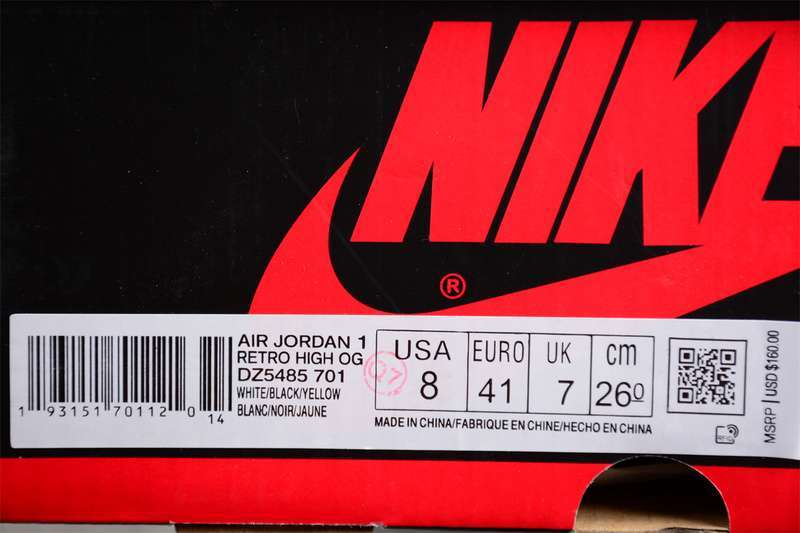 NIKE
®
AIR JORDAN 1
RETRO HIGH OG
DZ5485 701
WHITE/BLACK/YELLOW
BLANC/NOIR/JAUNE
Q7
USA EURO UK cm
8 41 7 26.0
MADE IN CHINA/FABRIQUE EN CHINE/HECHO EN CHINA
1 93151 70112 0 14
RFID
MSRP | USD $160.00